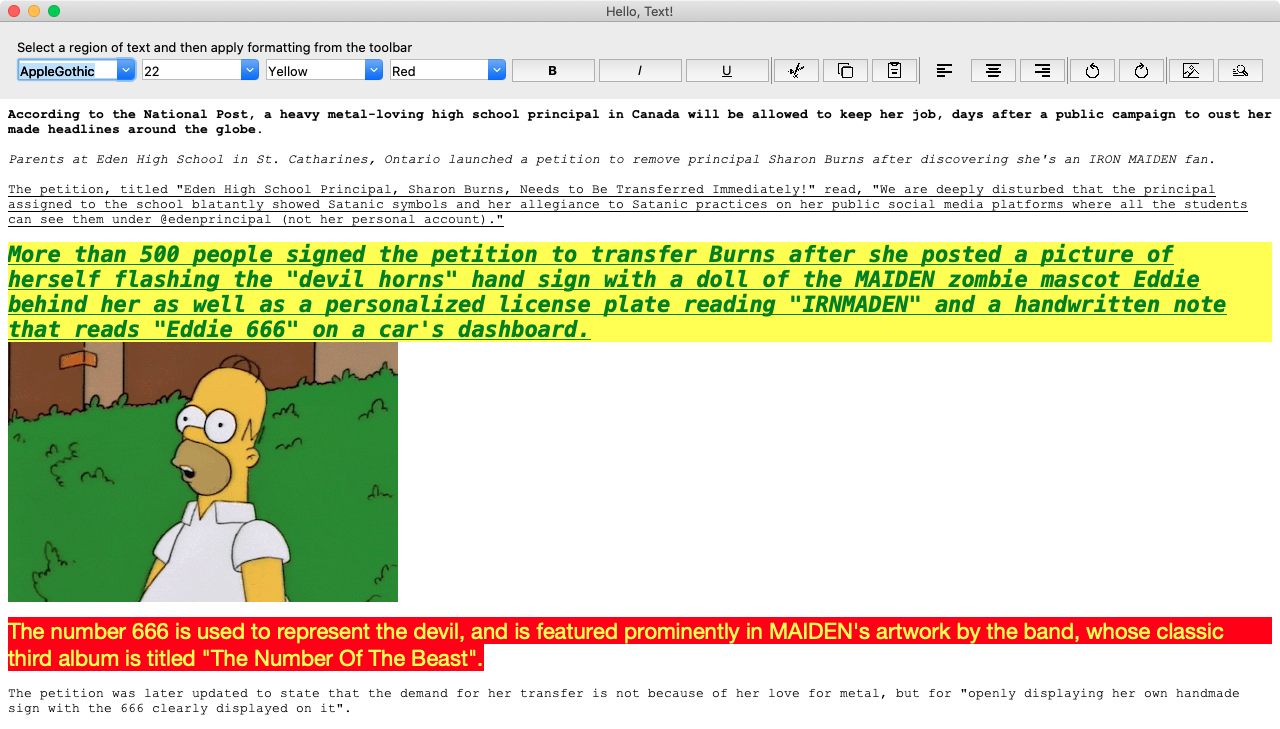 Hello, Text!
Select a region of text and then apply formatting from the toolbar
AppleGothic 22 Yellow Red B I U
According to the National Post, a heavy metal-loving high school principal in Canada will be allowed to keep her job, days after a public campaign to oust her
made headlines around the globe.
Parents at Eden High School in St. Catharines, Ontario launched a petition to remove principal Sharon Burns after discovering she's an IRON MAIDEN fan.
The petition, titled "Eden High School Principal, Sharon Burns, Needs to Be Transferred Immediately!" read, "We are deeply disturbed that the principal
assigned to the school blatantly showed Satanic symbols and her allegiance to Satanic practices on her public social media platforms where all the students
can see them under @edenprincipal (not her personal account)."
More than 500 people signed the petition to transfer Burns after she posted a picture of
herself flashing the "devil horns" hand sign with a doll of the MAIDEN zombie mascot Eddie
behind her as well as a personalized license plate reading "IRNMADEN" and a handwritten note
that reads "Eddie 666" on a car's dashboard.
The number 666 is used to represent the devil, and is featured prominently in MAIDEN's artwork by the band, whose classic
third album is titled "The Number Of The Beast".
The petition was later updated to state that the demand for her transfer is not because of her love for metal, but for "openly displaying her own handmade
sign with the 666 clearly displayed on it".